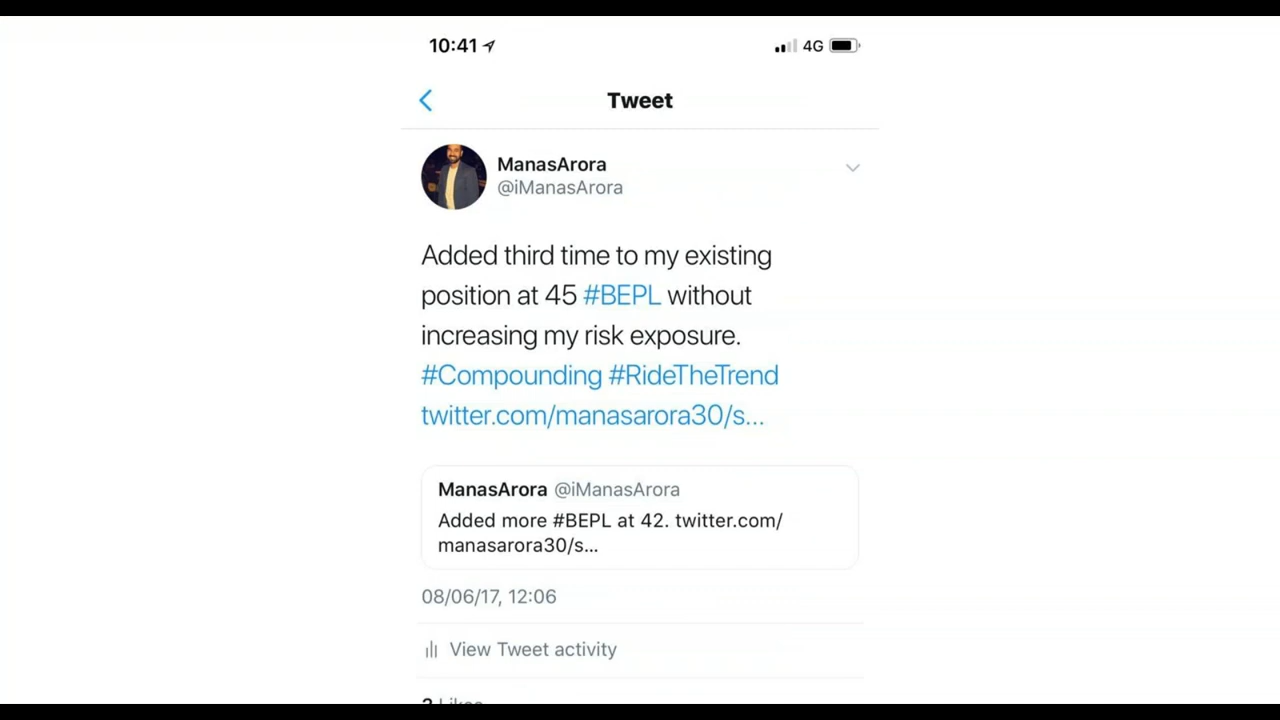 10:41
4G
Tweet
ManasArora
@iManasArora
Added third time to my existing
position at 45 #BEPL without
increasing my risk exposure.
#Compounding #RideTheTrend
twitter.com/manasarora30/s...
ManasArora @iManasArora
Added more #BEPL at 42. twitter.com/
manasarora30/s...
08/06/17, 12:06
View Tweet activity
Likes